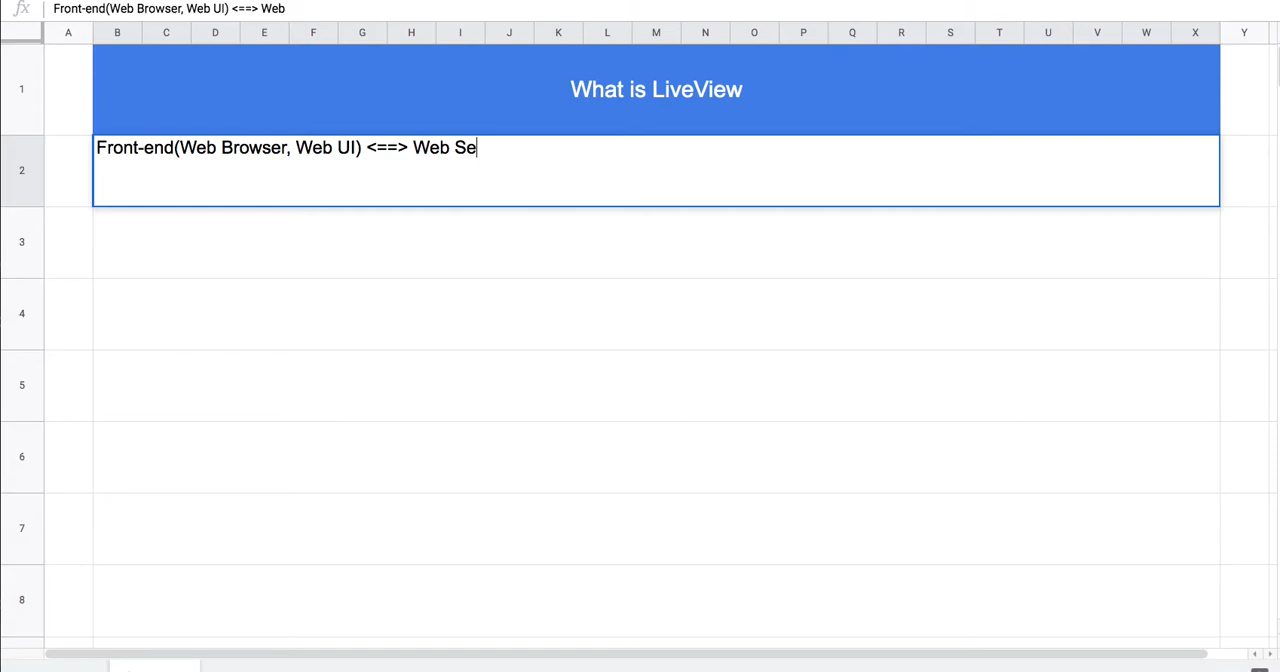 fx Front-end(Web Browser, Web UI) <==> Web
A B C D E F G H I J K L M N O P Q R S T U V W X Y
1 What is LiveView
2 Front-end(Web Browser, Web UI) <==> Web Se
3
4
5
6
7
8